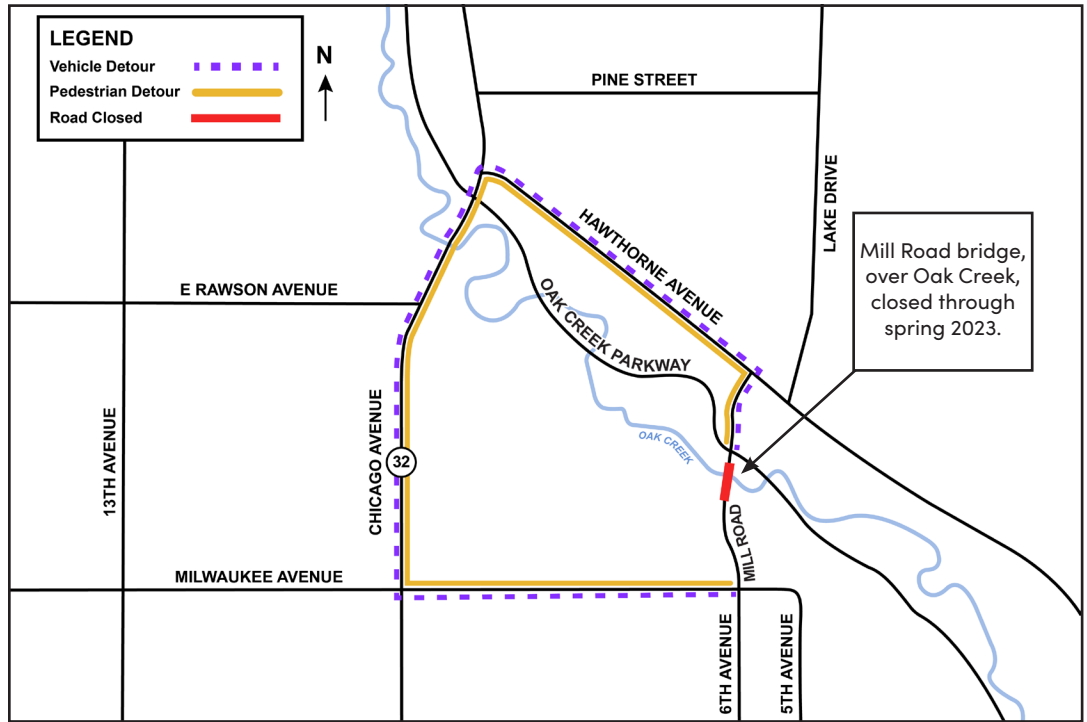 LEGEND
Vehicle Detour
Pedestrian Detour
Road Closed
N
PINE STREET
LAKE DRIVE
HAWTHORNE AVENUE
Mill Road bridge,
over Oak Creek,
closed through
spring 2023.
E RAWSON AVENUE
OAK CREEK PARKWAY
13TH AVENUE
CHICAGO AVENUE
32
OAK CREEK
MILL ROAD
MILWAUKEE AVENUE
6TH AVENUE
5TH AVENUE